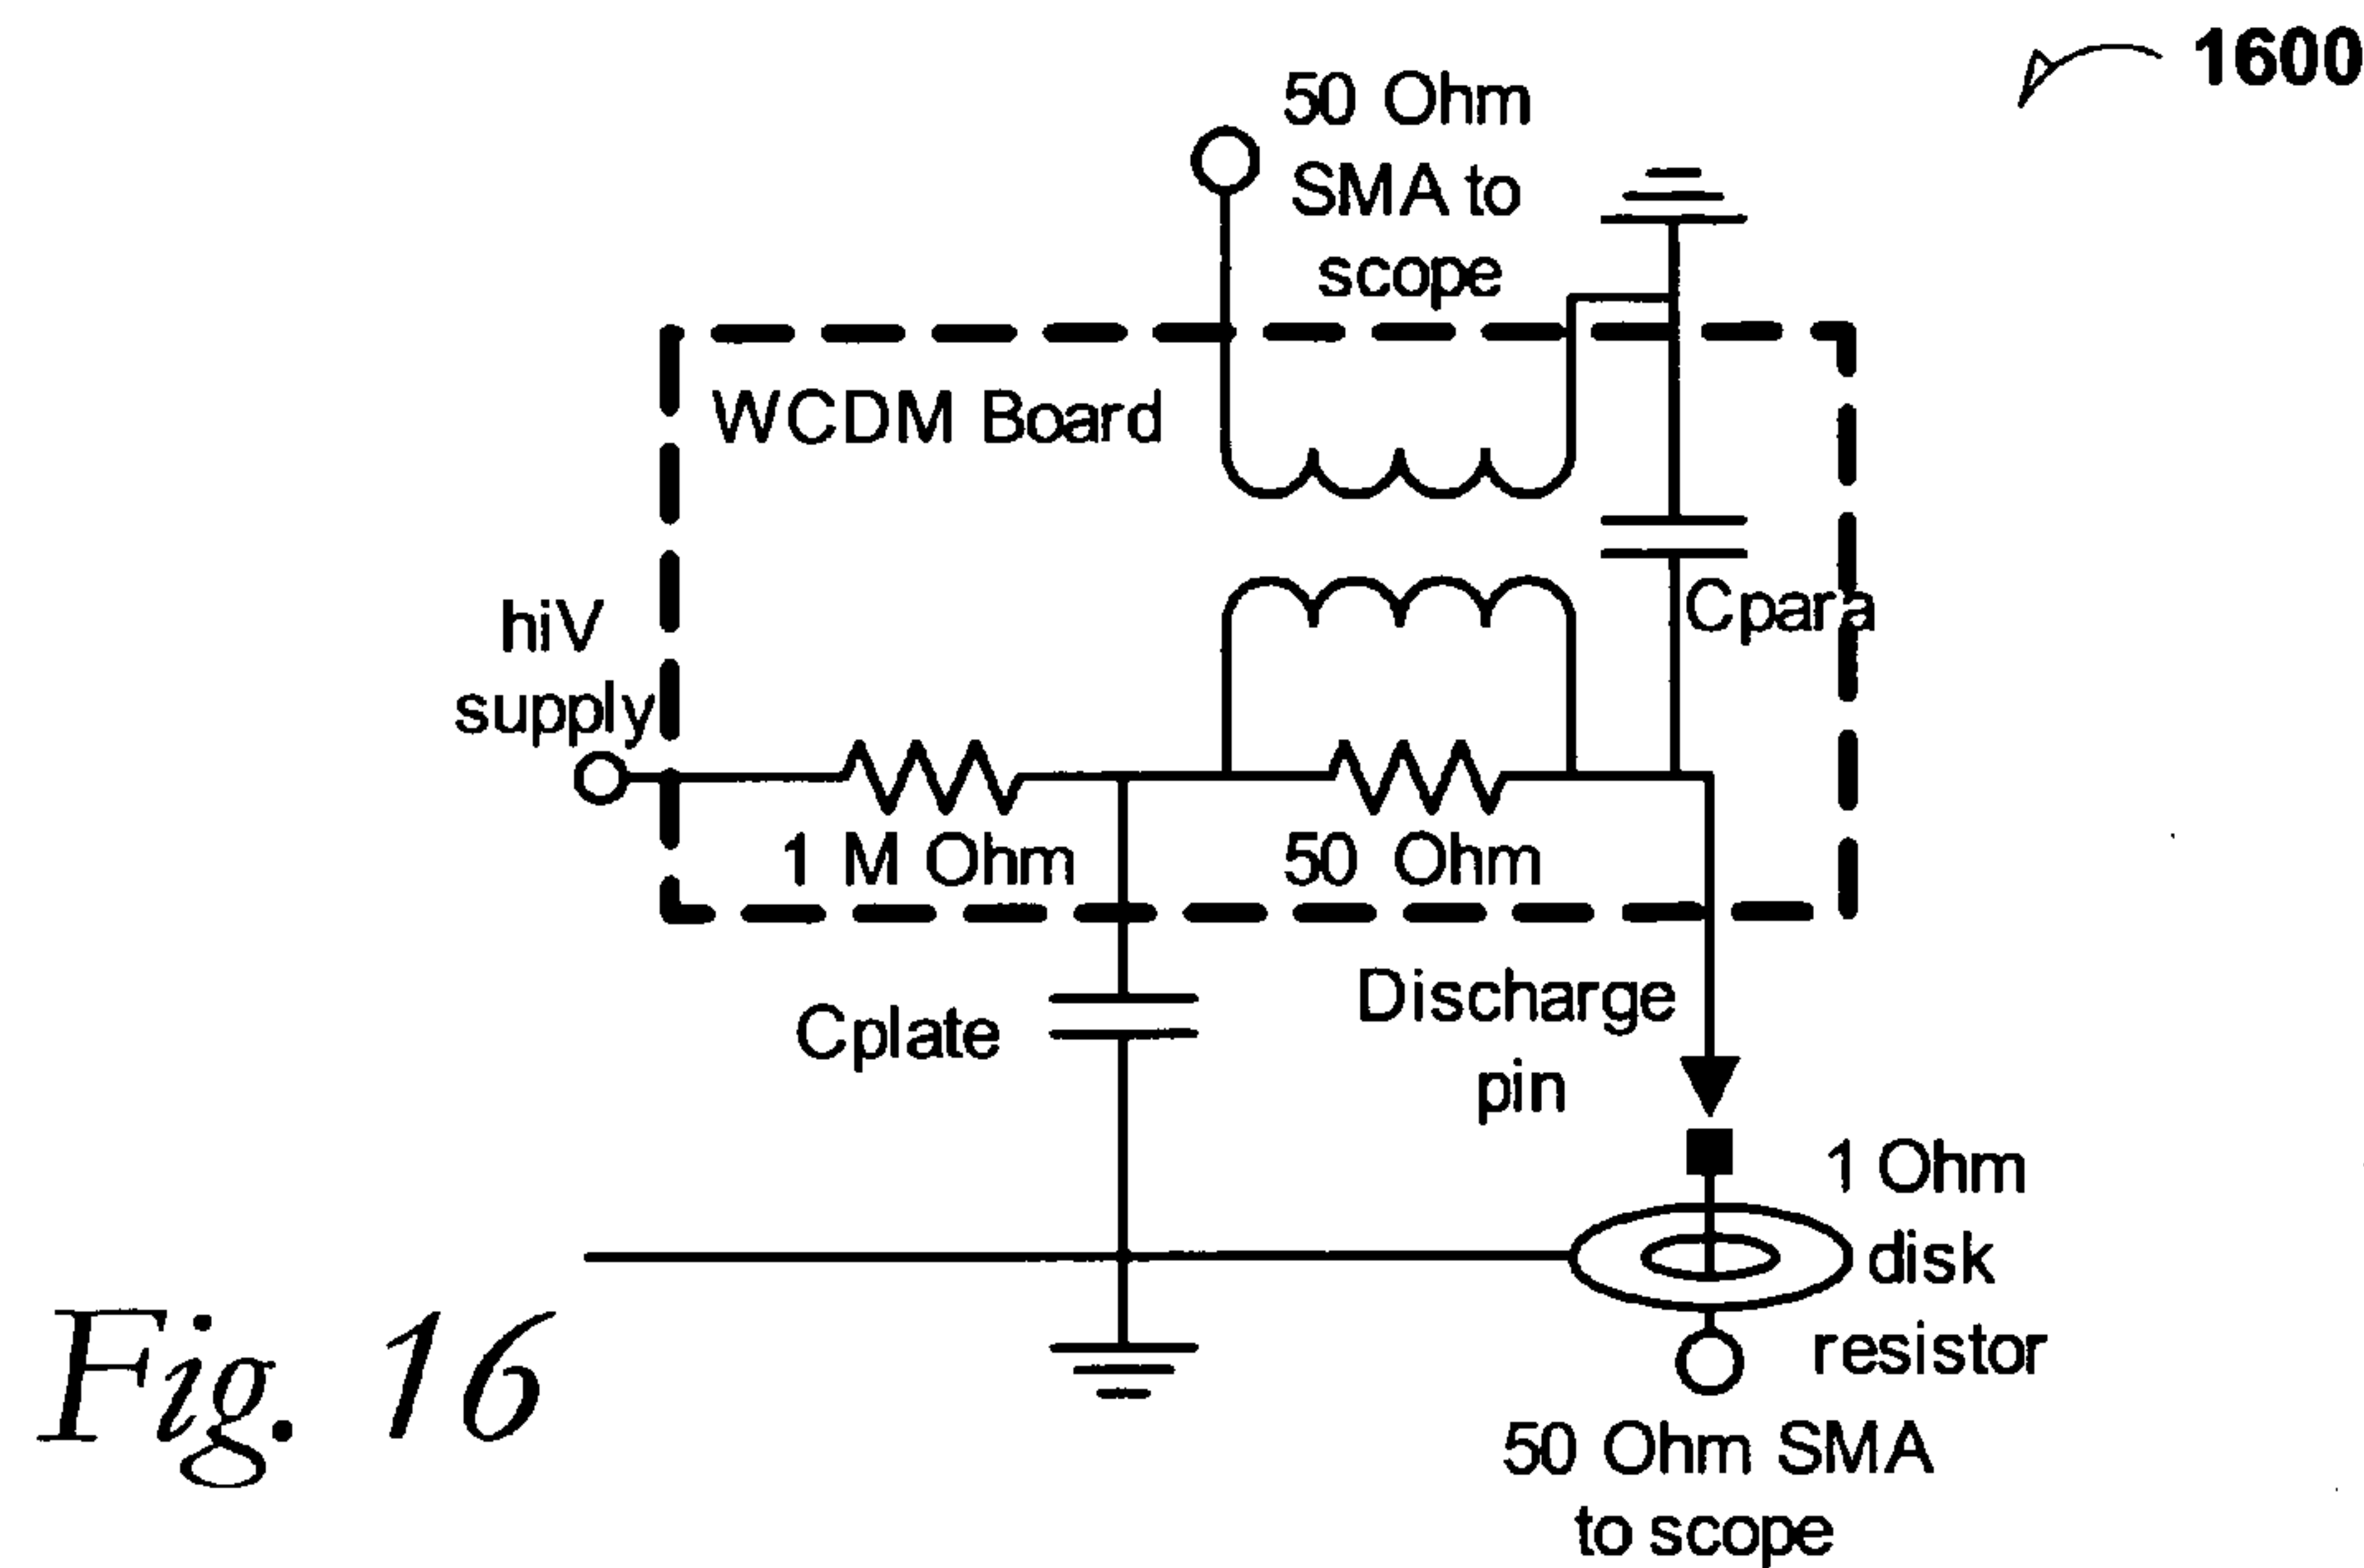 1600
50 Ohm
SMA to
scope
WCDM Board
Cpara
hiV
supply
1 M Ohm
50 Ohm
Cplate
Discharge
pin
1 Ohm
disk
resistor
50 Ohm SMA
to scope
Fig. 16